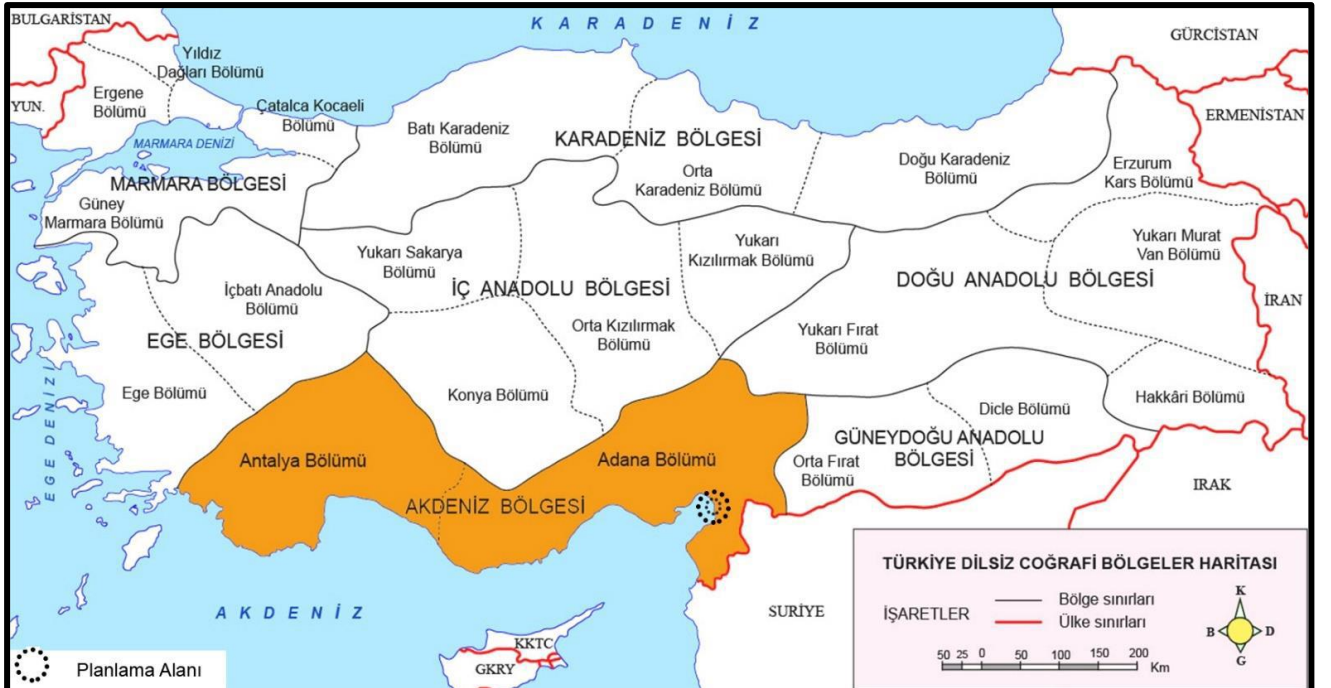 BULGARİSTAN
KARADENİZ
GÜRCİSTAN
Yıldız
Dağları Bölümü
Ergene
Bölümü
YUN.
Çatalca Kocaeli
Bölümü
MARMARA DENİZİ
ERMENİSTAN
Batı Karadeniz
Bölümü
KARADENİZ BÖLGESİ
Orta
Karadeniz Bölümü
Doğu Karadeniz
Bölümü
Erzurum
Kars Bölümü
MARMARA BÖLGESİ
Güney
Marmara Bölümü
Yukarı Sakarya
Bölümü
Yukarı
Kızılırmak Bölümü
Yukarı Murat
Van Bölümü
İçbatı Anadolu
Bölümü
İÇ ANADOLU BÖLGESİ
DOĞU ANADOLU BÖLGESİ
İRAN
EGE BÖLGESİ
Orta Kızılırmak
Bölümü
Yukarı Fırat
Bölümü
EGE DENİZİ
Ege Bölümü
Konya Bölümü
Dicle Bölümü
Hakkâri Bölümü
GÜNEYDOĞU ANADOLU
BÖLGESİ
Antalya Bölümü
Adana Bölümü
Orta Fırat
Bölümü
IRAK
AKDENİZ BÖLGESİ
AKDENİZ
SURİYE
KKTC
GKRY
Planlama Alanı
TÜRKİYE DİLSİZ COĞRAFİ BÖLGELER HARİTASI
İŞARETLER
Bölge sınırları
Ülke sınırları
K
B D
G
50 25 0 50 100 150 200 Km